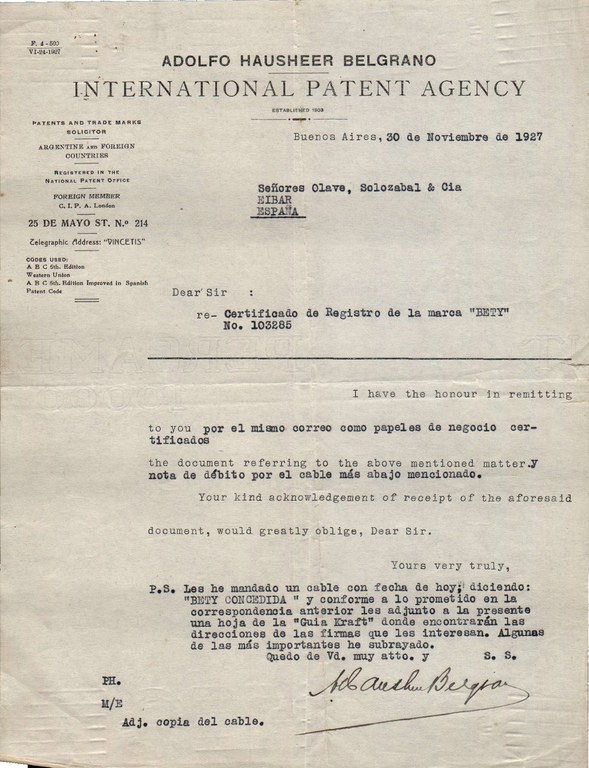 F. 4 - 500
VI-24-1927
ADOLFO HAUSHEER BELGRANO
INTERNATIONAL PATENT AGENCY
ESTABLISHED
PATENTS AND TRADE MARKS
SOLICITOR
ARGENTINE AND FOREIGN
COUNTRIES
REGISTERED IN THE
NATIONAL PATENT OFFICE
FOREIGN MEMBER
C. I. P. A. London
25 DE MAYO ST. N.º 214
Telegraphic Address: "VINCETIS"
CODES USED:
A B C 5th. Edition
Western Union
A B C 6th. Edition Improved in Spanish
Patent Code
Buenos Aires, 30 de Noviembre de 1927
Señores Olave, Solozabal & Cia
EIBAR
ESPAÑA
Dear Sir :
re- Certificado de Registro de la marca "BETY"
No. 103285
I have the honour in remitting
to you por el mismo correo como papeles de negocio cer-
tificados
the document referring to the above mentioned matter.y
nota de débito por el cable más abajo mencionado.
Your kind acknowledgement of receipt of the aforesaid
document, would greatly oblige, Dear Sir.
Yours very truly,
P.S. Les he mandado un cable con fecha de hoy; diciendo:
"BETY CONCEDIDA " y conforme a lo prometido en la
correspondencia anterior les adjunto a la presente
una hoja de la "Guia Kraft" donde encontrarán las
direcciones de las firmas que les interesan. Algunas
de las más importantes he subrayado.
Quedo de Vd. muy atto. y S. S.
PH.
M/E
Adj. copia del cable.